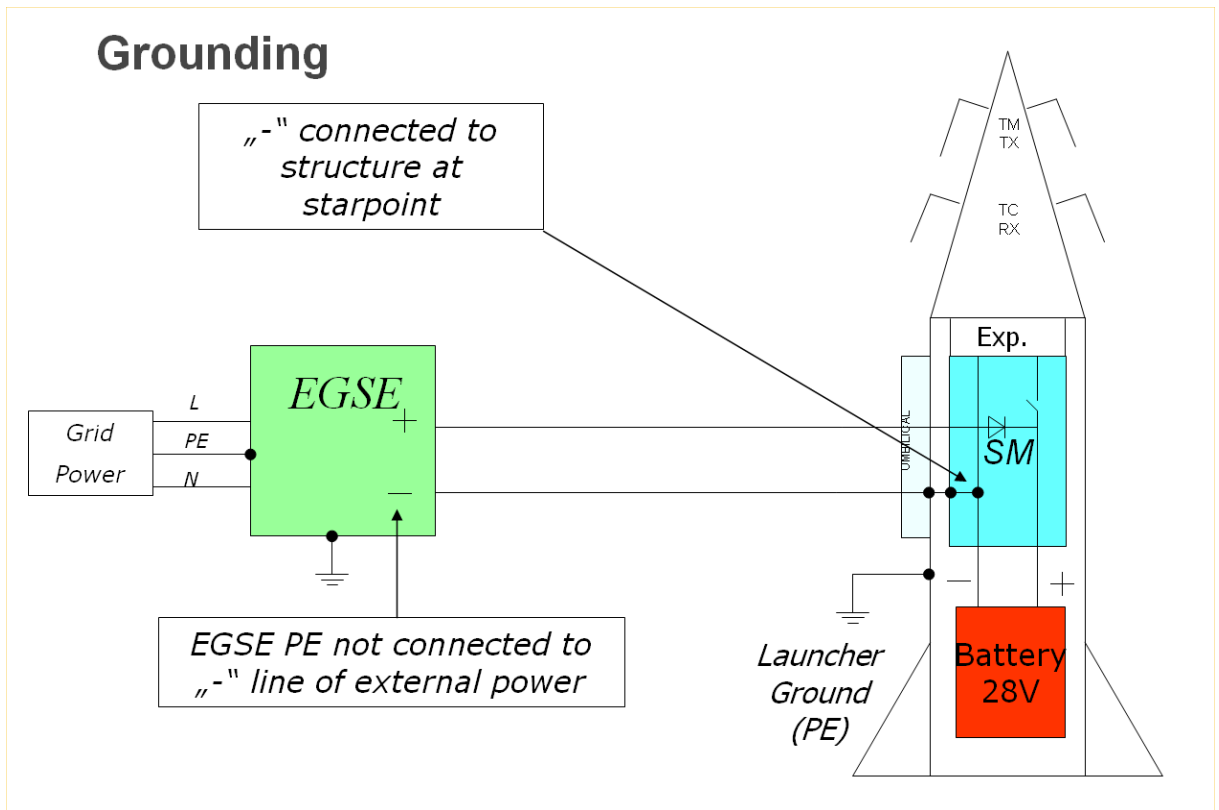 Grounding
„-“ connected to
structure at
starpoint
TM
TX
TC
RX
Exp.
EGSE
+
−
L
PE
N
Grid
Power
UMBILICAL
SM
− +
EGSE PE not connected to
„-“ line of external power
Launcher
Ground
(PE)
Battery
28V